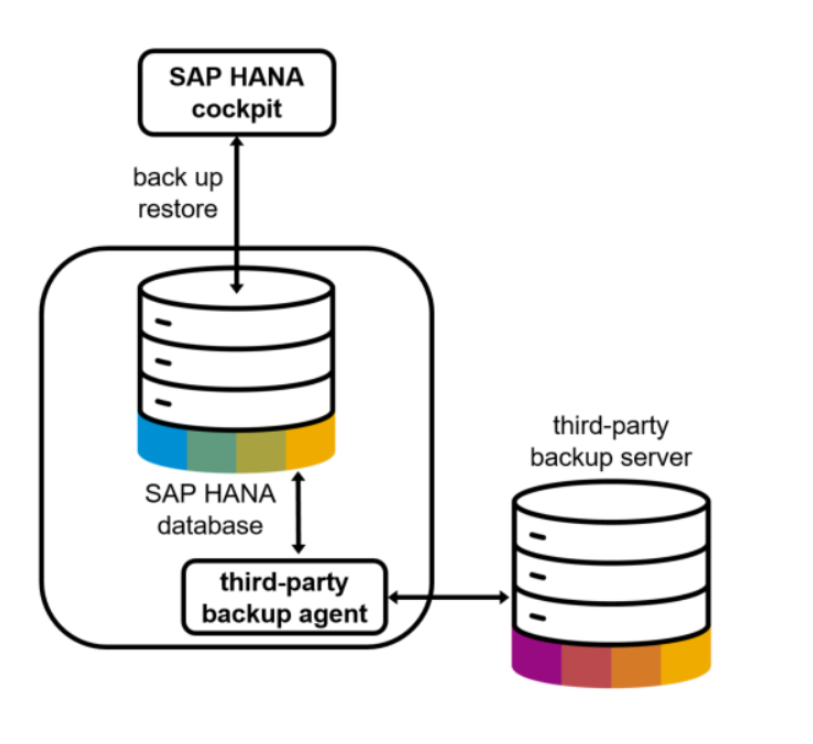 SAP HANA
cockpit
back up
restore
SAP HANA
database
third-party
backup agent
third-party
backup server